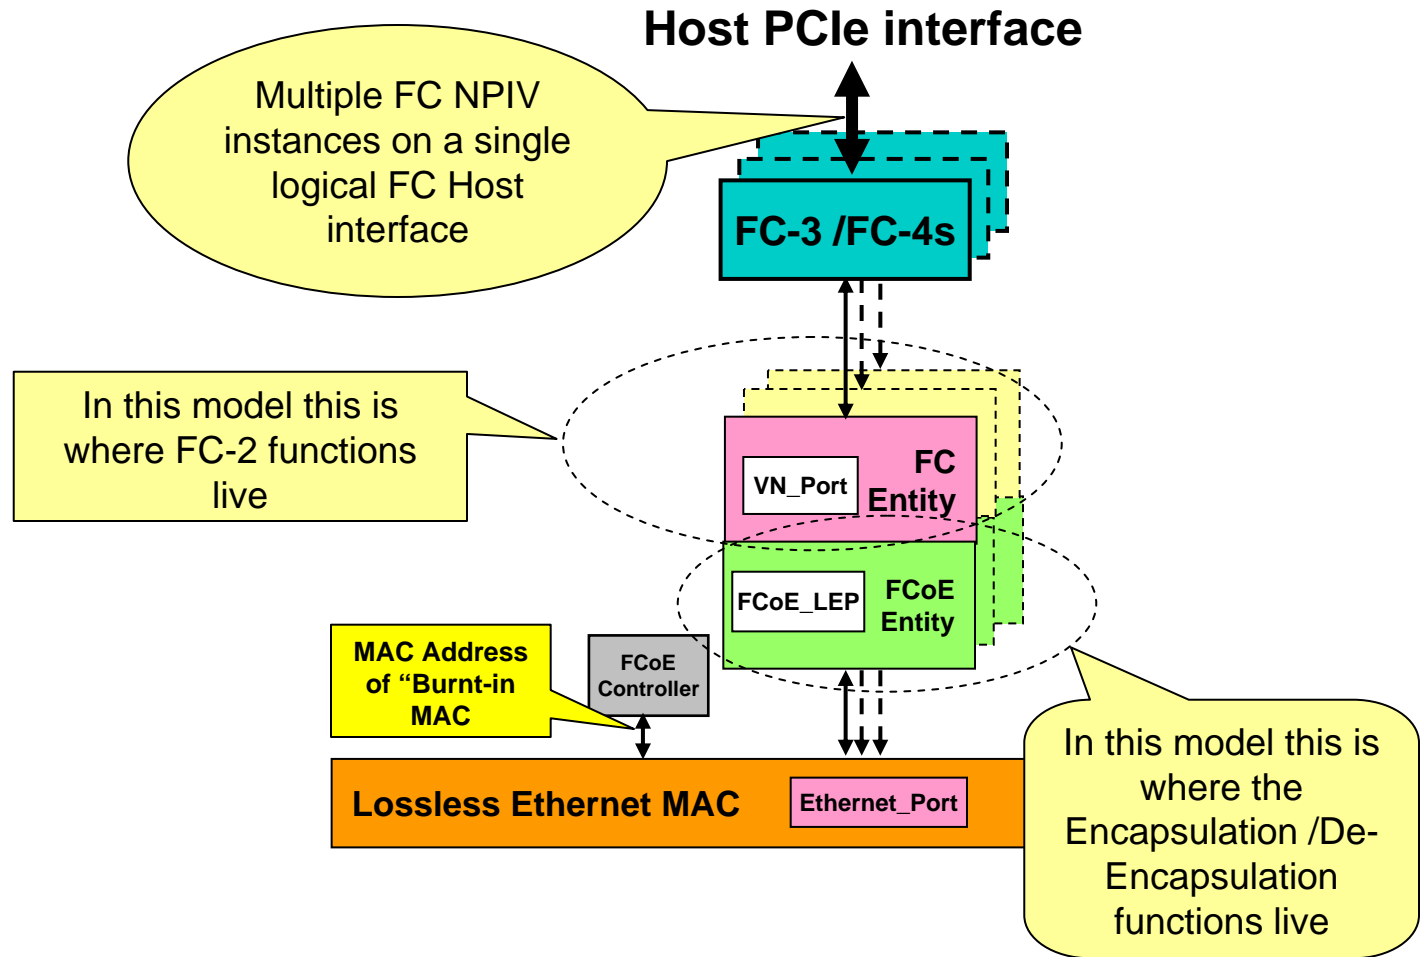 Host PCIe interface
Multiple FC NPIV
instances on a single
logical FC Host
interface
FC-3 /FC-4s
In this model this is
where FC-2 functions
live
FC
Entity
VN_Port
FCoE_LEP
FCoE
Entity
MAC Address
of “Burnt-in
MAC
FCoE
Controller
Lossless Ethernet MAC
Ethernet_Port
In this model this is
where the
Encapsulation /De-
Encapsulation
functions live